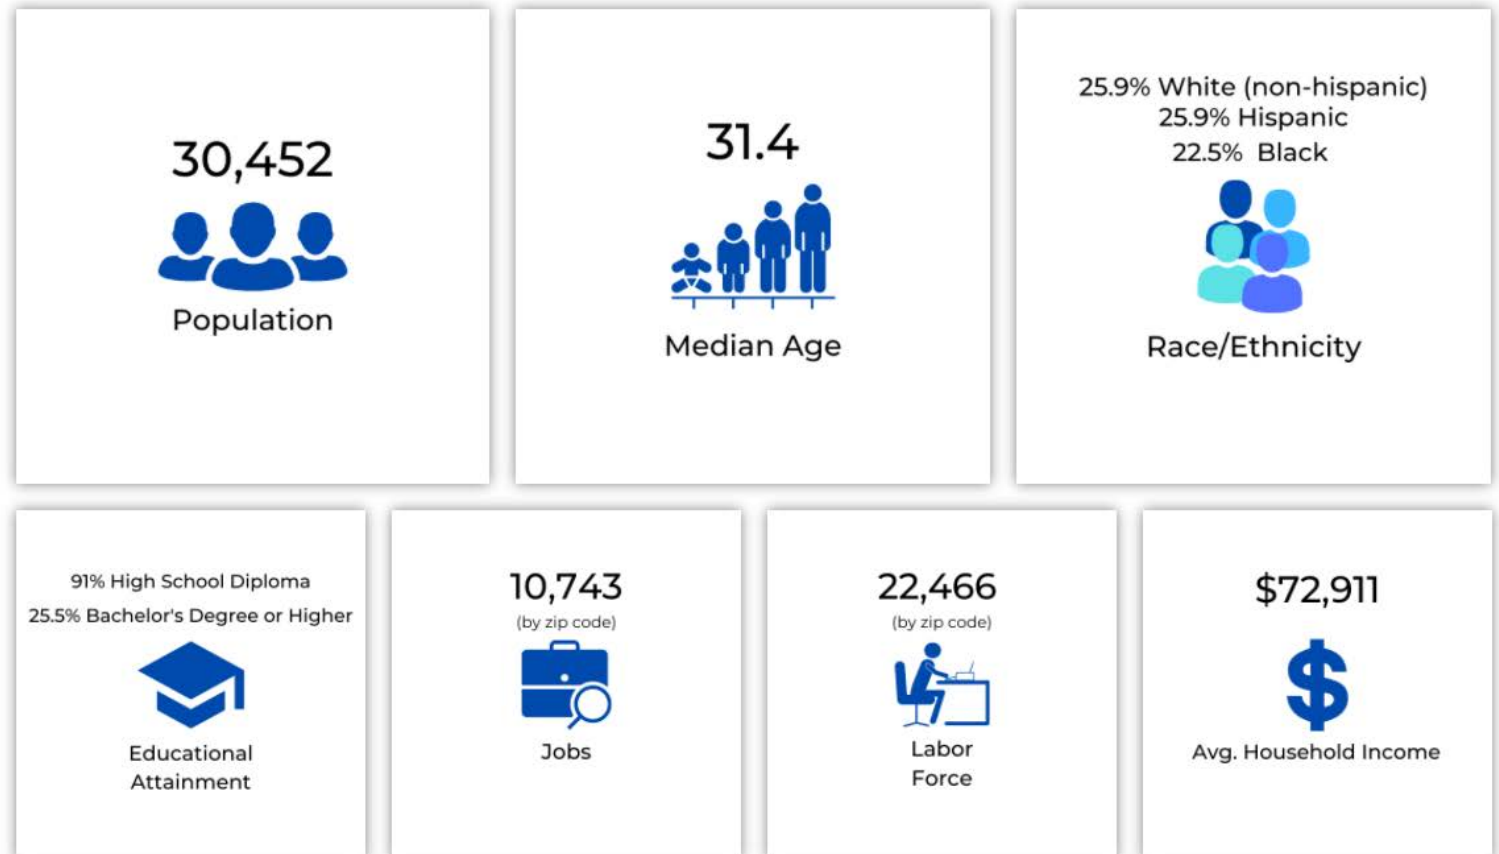 30,452
Population
31.4
Median Age
25.9% White (non-hispanic)
25.9% Hispanic
22.5% Black
Race/Ethnicity
91% High School Diploma
25.5% Bachelor's Degree or Higher
Educational
Attainment
10,743
(by zip code)
Jobs
22,466
(by zip code)
Labor
Force
$72,911
$
Avg. Household Income